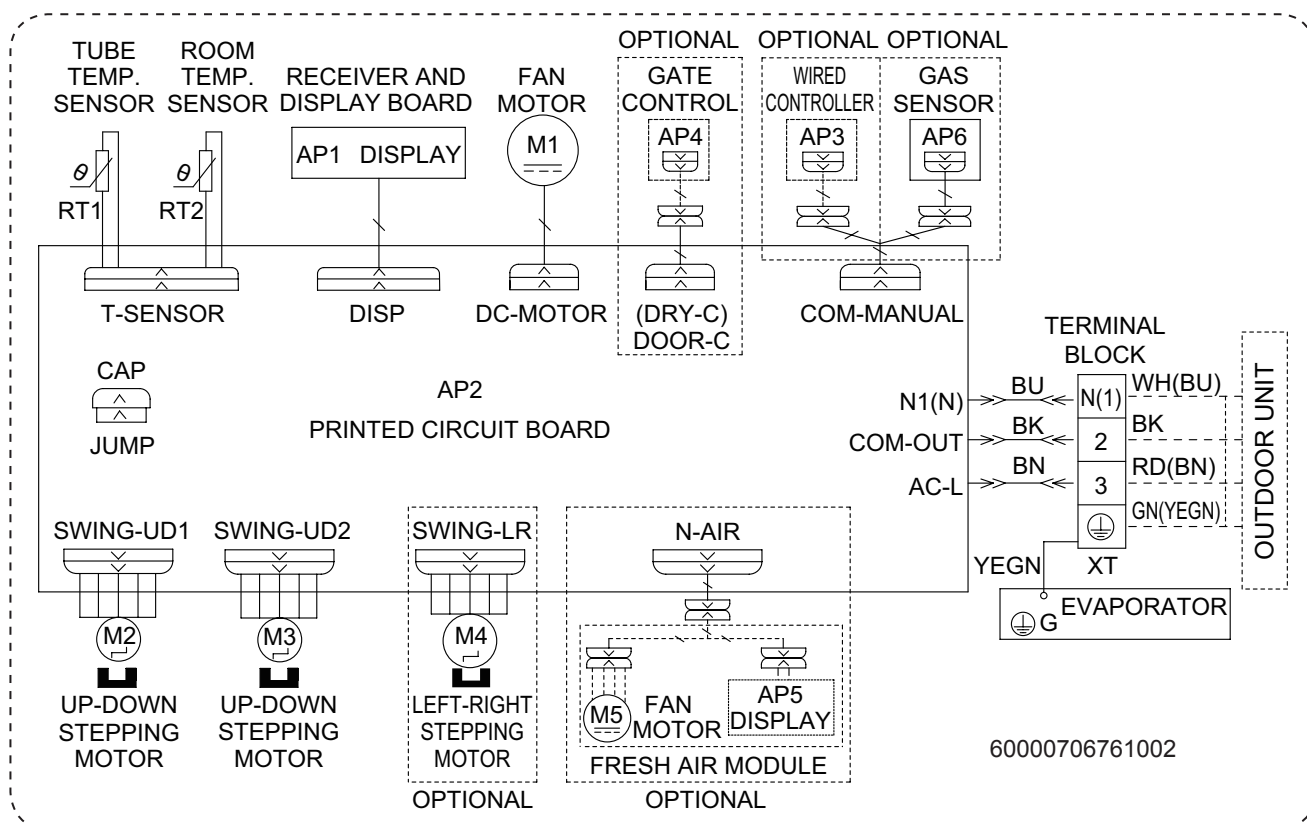 TUBE
TEMP.
SENSOR
ROOM
TEMP.
SENSOR
RECEIVER AND
DISPLAY BOARD
FAN
MOTOR
OPTIONAL
GATE
CONTROL
OPTIONAL
WIRED
CONTROLLER
OPTIONAL
GAS
SENSOR
θ
RT1
θ
RT2
AP1 DISPLAY
M1
AP4
AP3
AP6
T-SENSOR
DISP
DC-MOTOR
(DRY-C)
DOOR-C
COM-MANUAL
CAP
JUMP
AP2
PRINTED CIRCUIT BOARD
TERMINAL
BLOCK
N1(N)
BU
N(1)
WH(BU)
COM-OUT
BK
2
BK
AC-L
BN
3
RD(BN)
GN(YEGN)
XT
YEGN
OUTDOOR UNIT
EVAPORATOR
G
SWING-UD1
SWING-UD2
SWING-LR
N-AIR
M2
M3
M4
UP-DOWN
STEPPING
MOTOR
UP-DOWN
STEPPING
MOTOR
LEFT-RIGHT
STEPPING
MOTOR
OPTIONAL
M5
FAN
MOTOR
AP5
DISPLAY
FRESH AIR MODULE
OPTIONAL
60000706761002